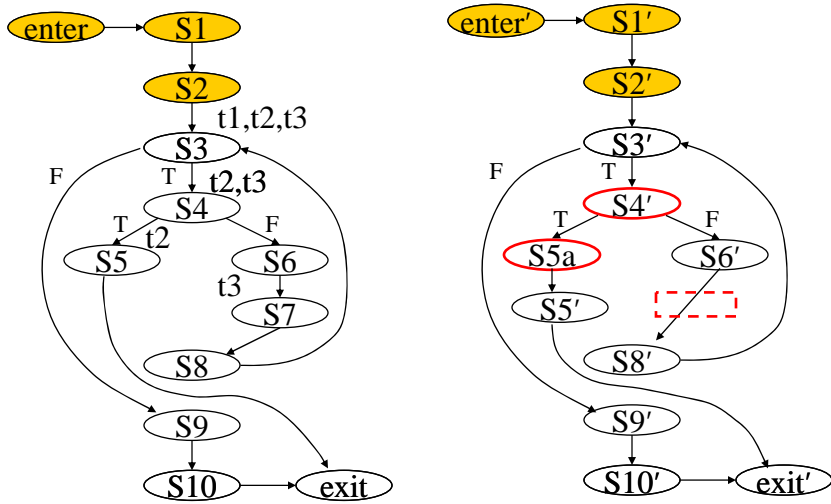 enter
S1
S2
t1,t2,t3
S3
F
T
t2,t3
S4
T
F
t2
S5
S6
t3
S7
S8
S9
S10
exit
enter′
S1′
S2′
S3′
F
T
S4′
T
F
S5a
S6′
S5′
S8′
S9′
S10′
exit′